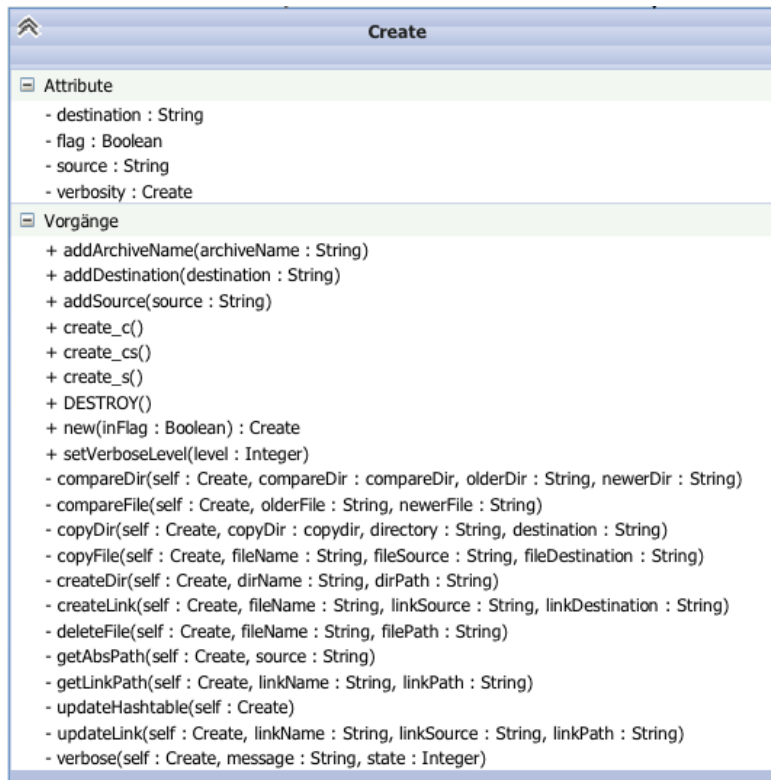 Create
Attribute
- destination : String
- flag : Boolean
- source : String
- verbosity : Create
Vorgänge
+ addArchiveName(archiveName : String)
+ addDestination(destination : String)
+ addSource(source : String)
+ create_c()
+ create_cs()
+ create_s()
+ DESTROY()
+ new(inFlag : Boolean) : Create
+ setVerboseLevel(level : Integer)
- compareDir(self : Create, compareDir : compareDir, olderDir : String, newerDir : String)
- compareFile(self : Create, olderFile : String, newerFile : String)
- copyDir(self : Create, copyDir : copydir, directory : String, destination : String)
- copyFile(self : Create, fileName : String, fileSource : String, fileDestination : String)
- createDir(self : Create, dirName : String, dirPath : String)
- createLink(self : Create, fileName : String, linkSource : String, linkDestination : String)
- deleteFile(self : Create, fileName : String, filePath : String)
- getAbsPath(self : Create, source : String)
- getLinkPath(self : Create, linkName : String, linkPath : String)
- updateHashtable(self : Create)
- updateLink(self : Create, linkName : String, linkSource : String, linkPath : String)
- verbose(self : Create, message : String, state : Integer)